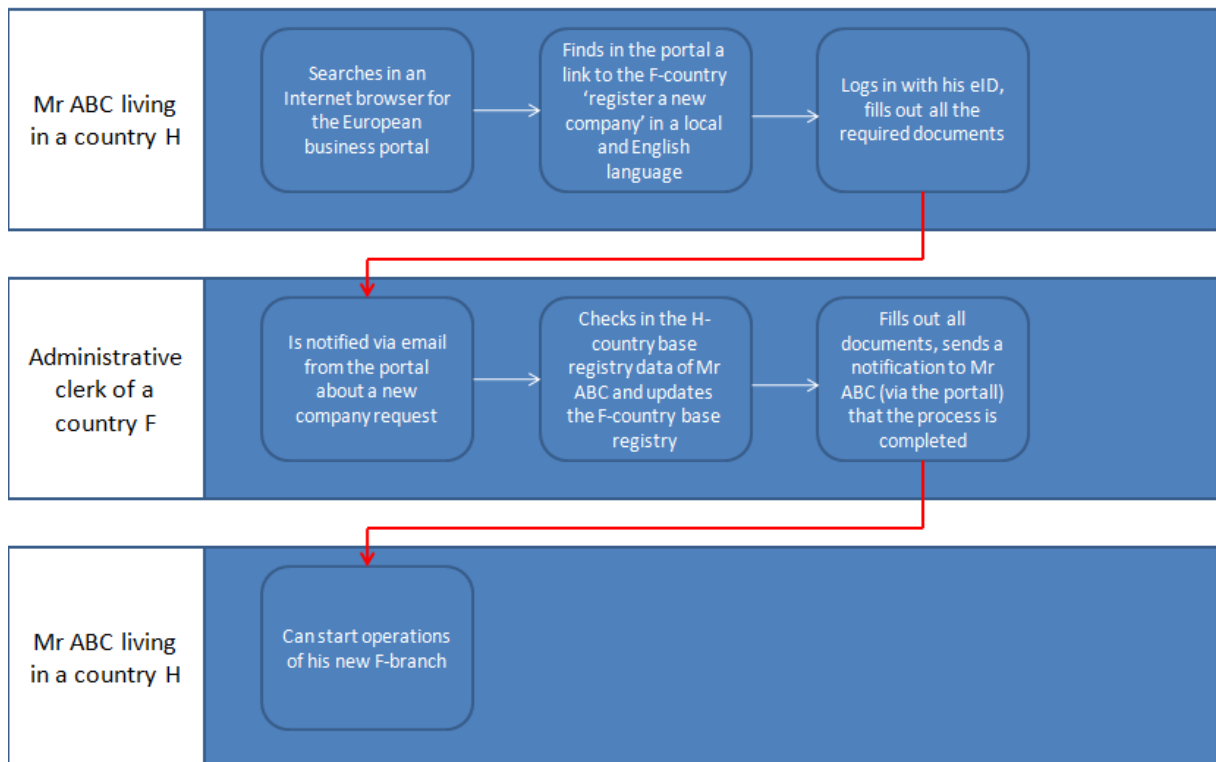 Mr ABC living
in a country H
Searches in an
Internet browser for
the European
business portal
Finds in the portal a
link to the F-country
‘register a new
company’ in a local
and English
language
Logs in with his eID,
fills out all the
required documents
Administrative
clerk of a
country F
Is notified via email
from the portal
about a new
company request
Checks in the H-
country base
registry data of Mr
ABC and updates
the F-country base
registry
Fills out all
documents, sends a
notification to Mr
ABC (via the portall)
that the process is
completed
Mr ABC living
in a country H
Can start operations
of his new F-branch